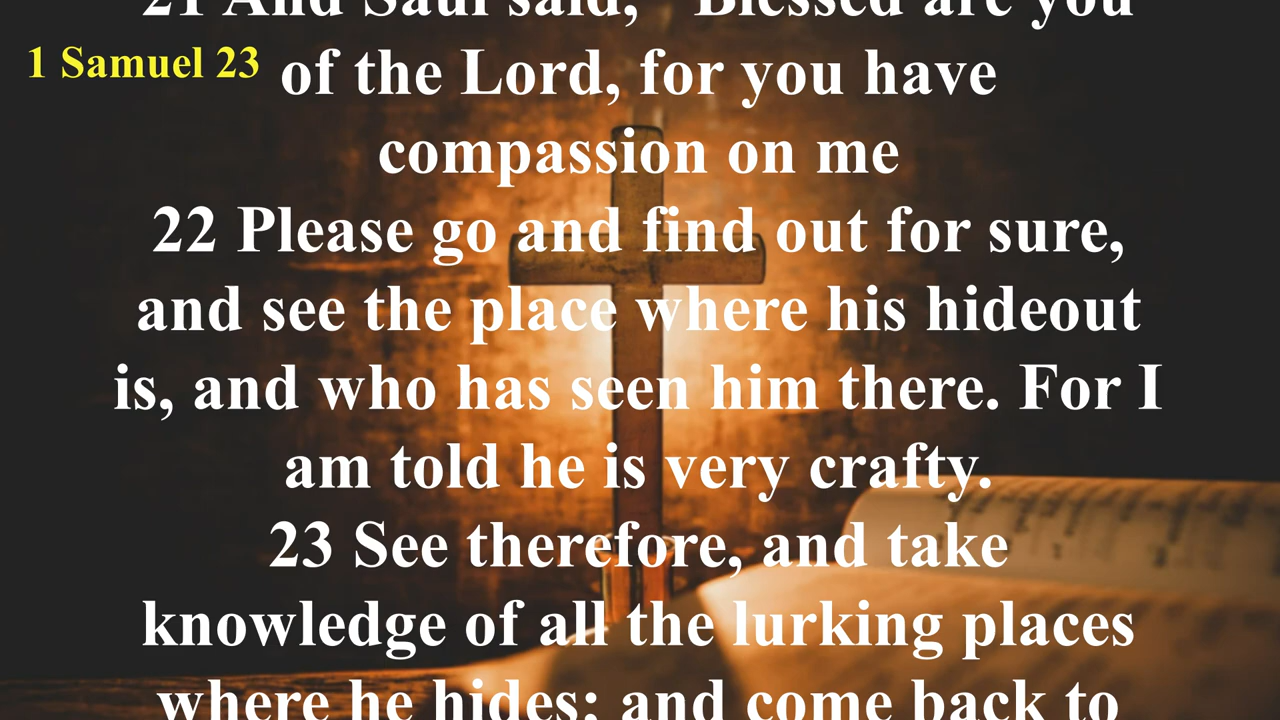 21 And Saul said, "Blessed are you
1 Samuel 23
of the Lord, for you have
compassion on me
22 Please go and find out for sure,
and see the place where his hideout
is, and who has seen him there. For I
am told he is very crafty.
23 See therefore, and take
knowledge of all the lurking places
where he hides; and come back to